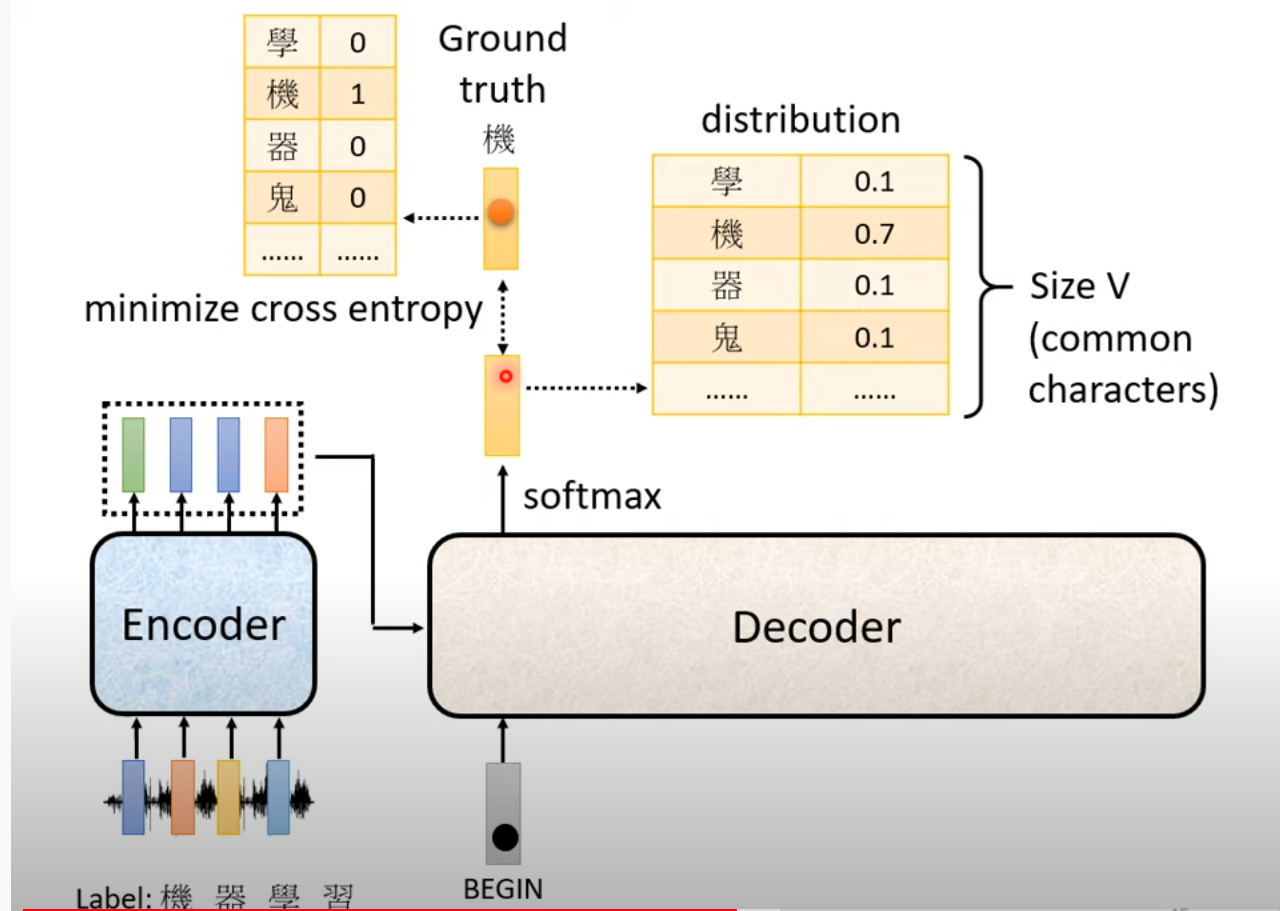 學 0
機 1
器 0
鬼 0
...... ......
Ground
truth
機
minimize cross entropy
distribution
學 0.1
機 0.7
器 0.1
鬼 0.1
...... ......
Size V
(common
characters)
softmax
Encoder
Decoder
Label: 機 器 學 習
BEGIN